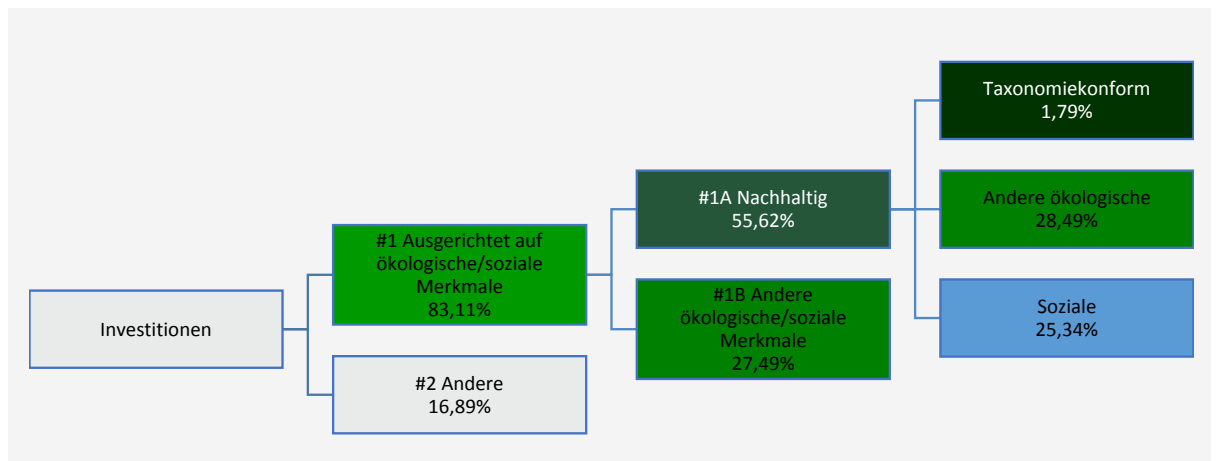 Investitionen
#1 Ausgerichtet auf
ökologische/soziale
Merkmale
83,11%
#2 Andere
16,89%
#1A Nachhaltig
55,62%
#1B Andere
ökologische/soziale
Merkmale
27,49%
Taxonomiekonform
1,79%
Andere ökologische
28,49%
Soziale
25,34%